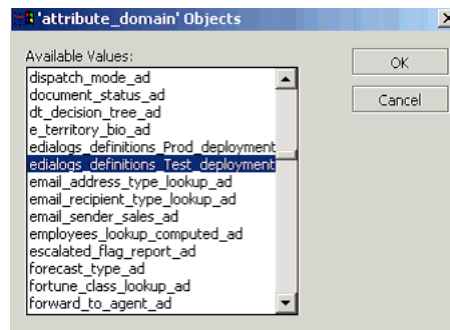 'attribute_domain' Objects
Available Values:
OK
Cancel
dispatch_mode_ad
document_status_ad
dt_decision_tree_ad
e_territory_bio_ad
edialogs_definitions_Prod_deployment
edialogs_definitions_Test_deployment
email_address_type_lookup_ad
email_recipient_type_lookup_ad
email_sender_sales_ad
employees_lookup_computed_ad
escalated_flag_report_ad
forecast_type_ad
fortune_class_lookup_ad
forward_to_agent_ad